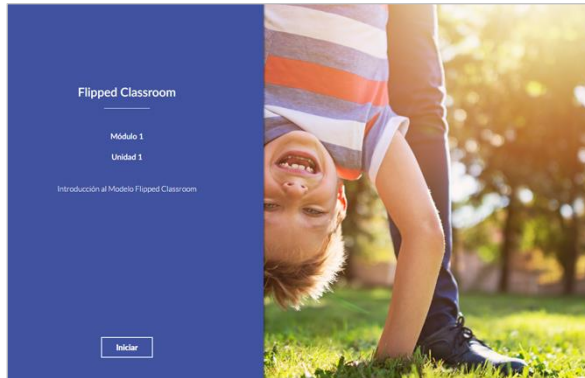 Flipped Classroom
Módulo 1
Unidad 1
Introducción al Modelo Flipped Classroom
Iniciar